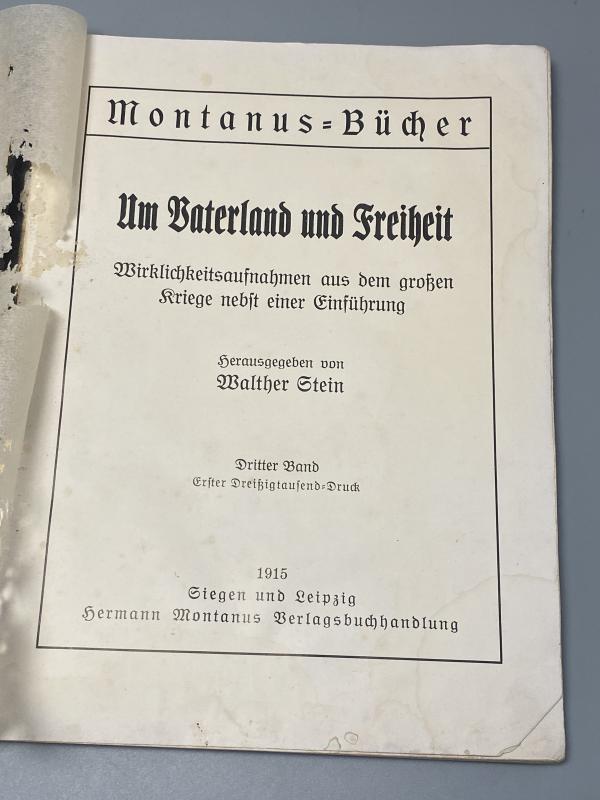 Montanus=Bücher
Um Vaterland und Freiheit
Wirklichkeitsaufnahmen aus dem großen
Kriege nebst einer Einführung
Herausgegeben von
Walther Stein
Dritter Band
Erster Dreißigtausend=Druck
1915
Siegen und Leipzig
Hermann Montanus Verlagsbuchhandlung